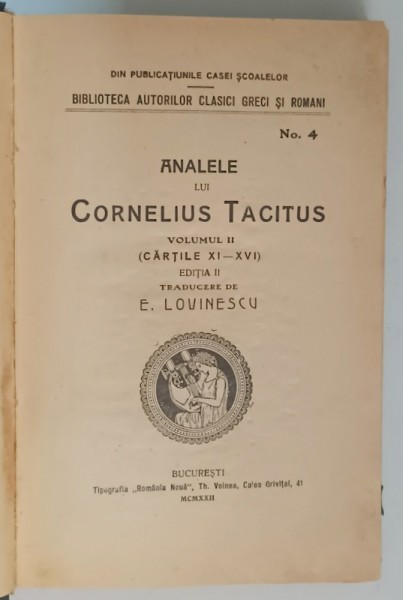 DIN PUBLICAȚIUNILE CASEI ȘCOALELOR
BIBLIOTECA AUTORILOR CLASICI GRECI ȘI ROMANI
No. 4
ANALELE
LUI
CORNELIUS TACITUS
VOLUMUL II
(CĂRȚILE XI—XVI)
EDIȚIA II
TRADUCERE DE
E. LOVINESCU
BUCUREȘTI
Tipografia „România Nouă", Th. Voinea, Calea Griviței, 41
MCMXXII